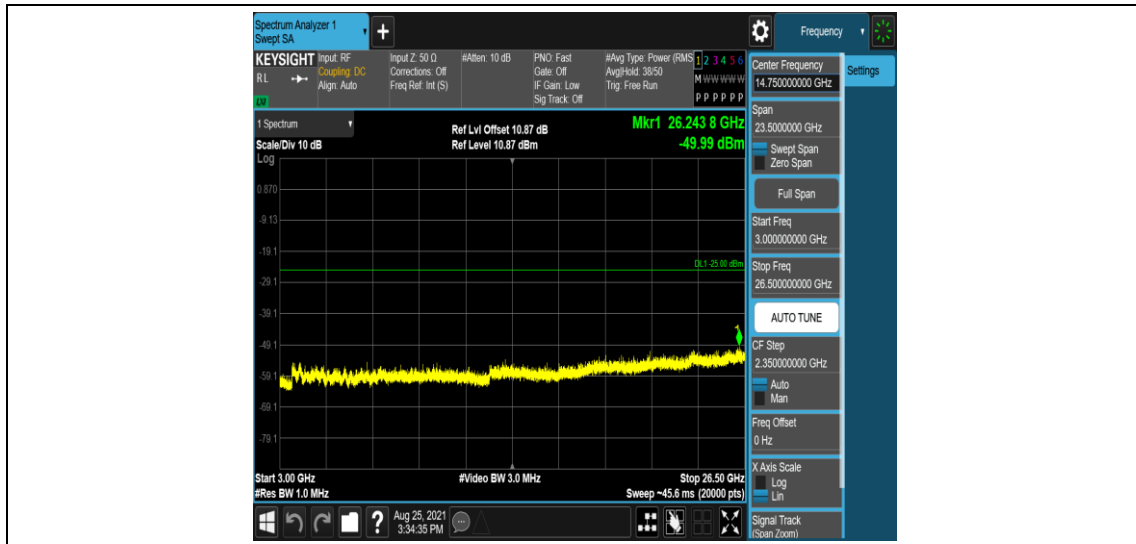 Spectrum Analyzer 1
Swept SA
+
Frequency
KEYSIGHT
RL
LXI
Input: RF
Coupling: DC
Align: Auto
Input Z: 50 Ω
Corrections: Off
Freq Ref: Int (S)
#Atten: 10 dB
PNO: Fast
Gate: Off
IF Gain: Low
Sig Track: Off
#Avg Type: Power (RMS
Avg|Hold: 38/50
Trig: Free Run
1 2 3 4 5 6
M W W W W W
P P P P P P
Center Frequency
14.750000000 GHz
Settings
1 Spectrum
Ref Lvl Offset 10.87 dB
Mkr1 26.243 8 GHz
Scale/Div 10 dB
Ref Level 10.87 dBm
-49.99 dBm
Log
0.870
-9.13
-19.1
-29.1
-39.1
-49.1
-59.1
-69.1
-79.1
DL1 -25.00 dBm
1
Start 3.00 GHz
#Video BW 3.0 MHz
Stop 26.50 GHz
#Res BW 1.0 MHz
Sweep ~45.6 ms (20000 pts)
Span
23.5000000 GHz
Swept Span
Zero Span
Full Span
Start Freq
3.000000000 GHz
Stop Freq
26.500000000 GHz
AUTO TUNE
CF Step
2.350000000 GHz
Auto
Man
Freq Offset
0 Hz
X Axis Scale
Log
Lin
Signal Track
(Span Zoom)
?
Aug 25, 2021
3:34:35 PM